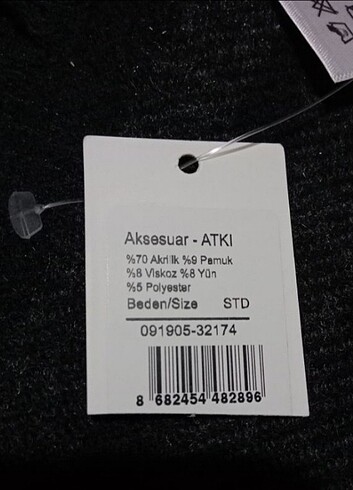 Aksesuar - ATKI
%70 Akrilik %9 Pamuk
%8 Viskoz %8 Yün
%5 Polyester
Beden/Size STD
091905-32174
8 682454 482896